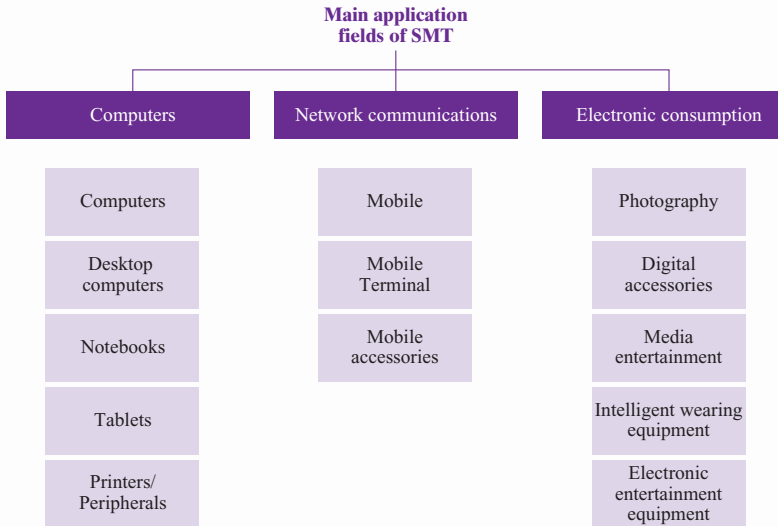 Main application
fields of SMT
Computers
Network communications
Electronic consumption
Computers
Desktop
computers
Notebooks
Tablets
Printers/
Peripherals
Mobile
Mobile
Terminal
Mobile
accessories
Photography
Digital
accessories
Media
entertainment
Intelligent wearing
equipment
Electronic
entertainment
equipment